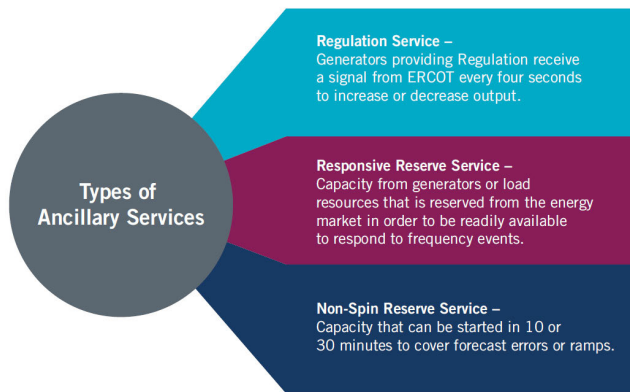 Types of
Ancillary Services
Regulation Service –
Generators providing Regulation receive
a signal from ERCOT every four seconds
to increase or decrease output.
Responsive Reserve Service –
Capacity from generators or load
resources that is reserved from the energy
market in order to be readily available
to respond to frequency events.
Non-Spin Reserve Service –
Capacity that can be started in 10 or
30 minutes to cover forecast errors or ramps.